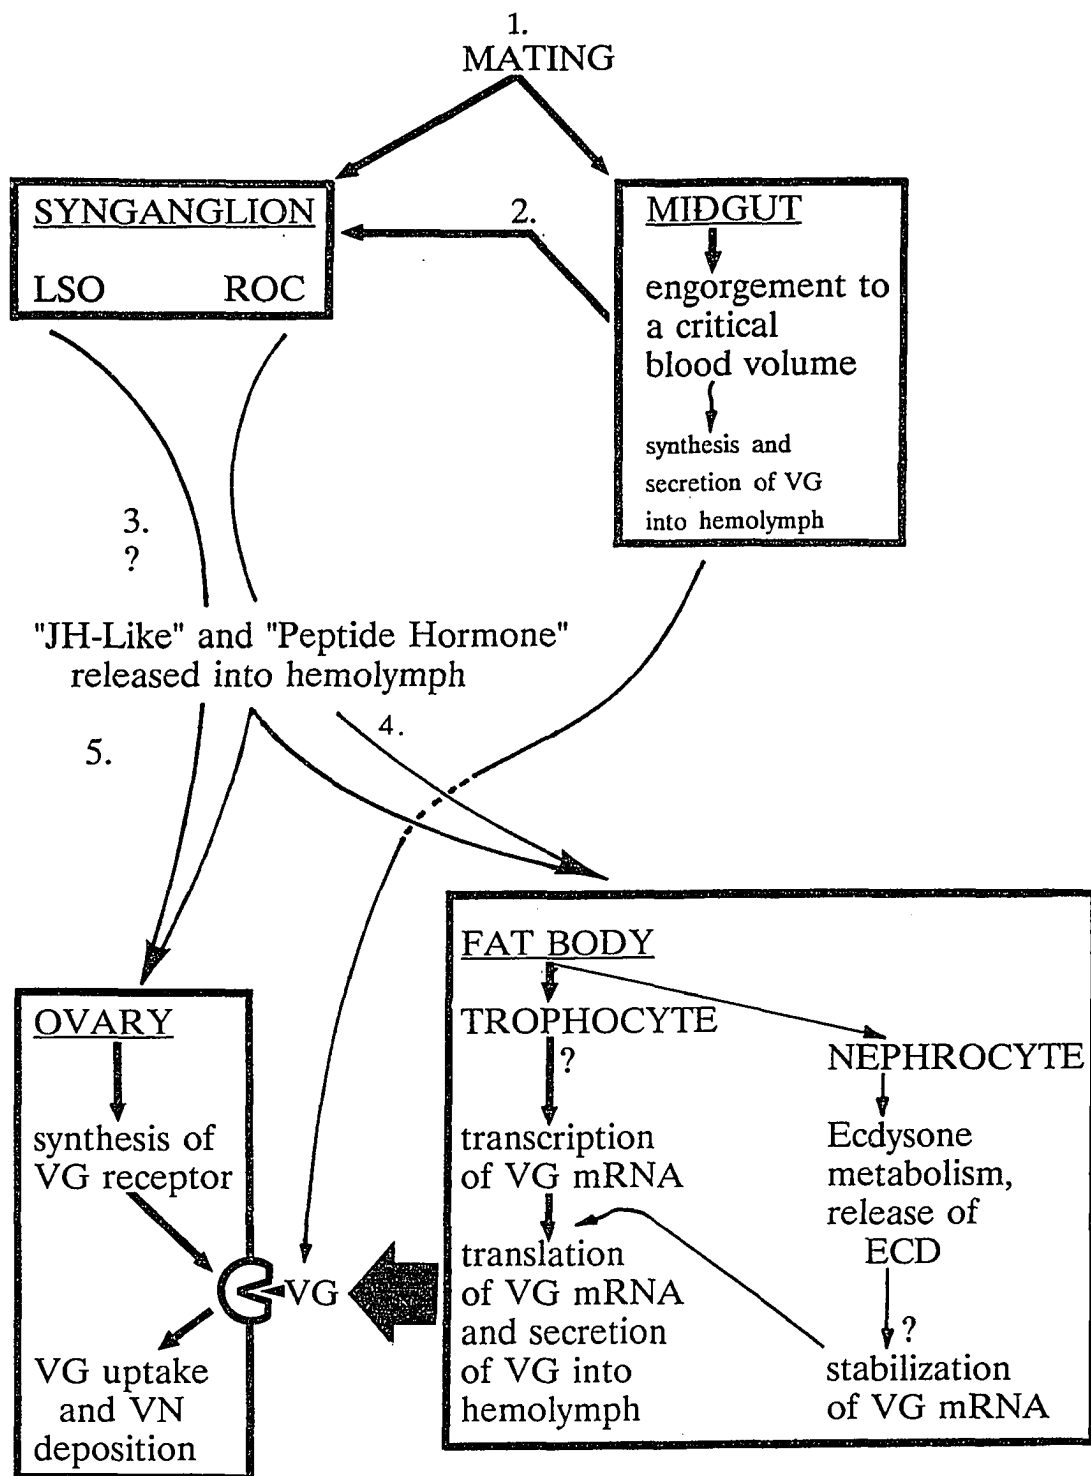 1.
MATING
SYNGANGLION
LSO ROC
2.
MIDGUT
engorgement to
a critical
blood volume
synthesis and
secretion of VG
into hemolymph
3.
?
"JH-Like" and "Peptide Hormone"
released into hemolymph
4.
5.
OVARY
synthesis of
VG receptor
VG
VG uptake
and VN
deposition
FAT BODY
TROPHOCYTE
?
transcription
of VG mRNA
translation
of VG mRNA
and secretion
of VG into
hemolymph
NEPHROCYTE
Ecdysone
metabolism,
release of
ECD
?
stabilization
of VG mRNA